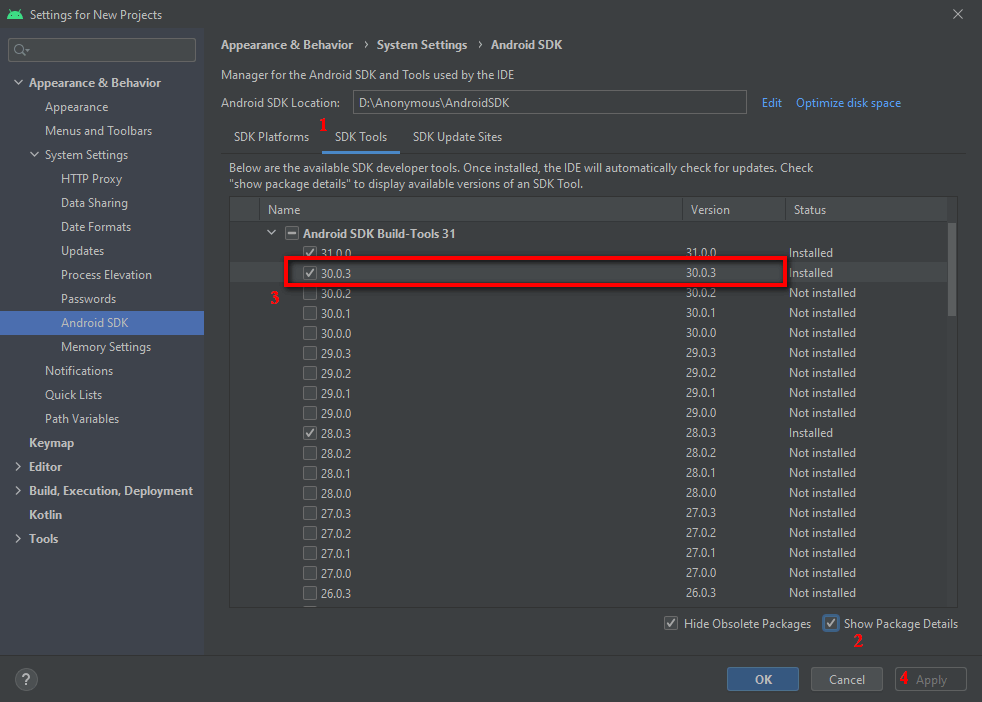 Settings for New Projects
Appearance & Behavior
Appearance
Menus and Toolbars
System Settings
HTTP Proxy
Data Sharing
Date Formats
Updates
Process Elevation
Passwords
Android SDK
Memory Settings
Notifications
Quick Lists
Path Variables
Keymap
Editor
Build, Execution, Deployment
Kotlin
Tools
Appearance & Behavior › System Settings › Android SDK
Manager for the Android SDK and Tools used by the IDE
Android SDK Location: D:\Anonymous\AndroidSDK Edit Optimize disk space
1
SDK Platforms SDK Tools SDK Update Sites
Below are the available SDK developer tools. Once installed, the IDE will automatically check for updates. Check
"show package details" to display available versions of an SDK Tool.
Name Version Status
Android SDK Build-Tools 31
31.0.0 31.0.0 Installed
30.0.3 30.0.3 Installed
3
30.0.2 30.0.2 Not installed
30.0.1 30.0.1 Not installed
30.0.0 30.0.0 Not installed
29.0.3 29.0.3 Not installed
29.0.2 29.0.2 Not installed
29.0.1 29.0.1 Not installed
29.0.0 29.0.0 Not installed
28.0.3 28.0.3 Installed
28.0.2 28.0.2 Not installed
28.0.1 28.0.1 Not installed
28.0.0 28.0.0 Not installed
27.0.3 27.0.3 Not installed
27.0.2 27.0.2 Not installed
27.0.1 27.0.1 Not installed
27.0.0 27.0.0 Not installed
26.0.3 26.0.3 Not installed
Hide Obsolete Packages Show Package Details
2
? OK Cancel 4 Apply